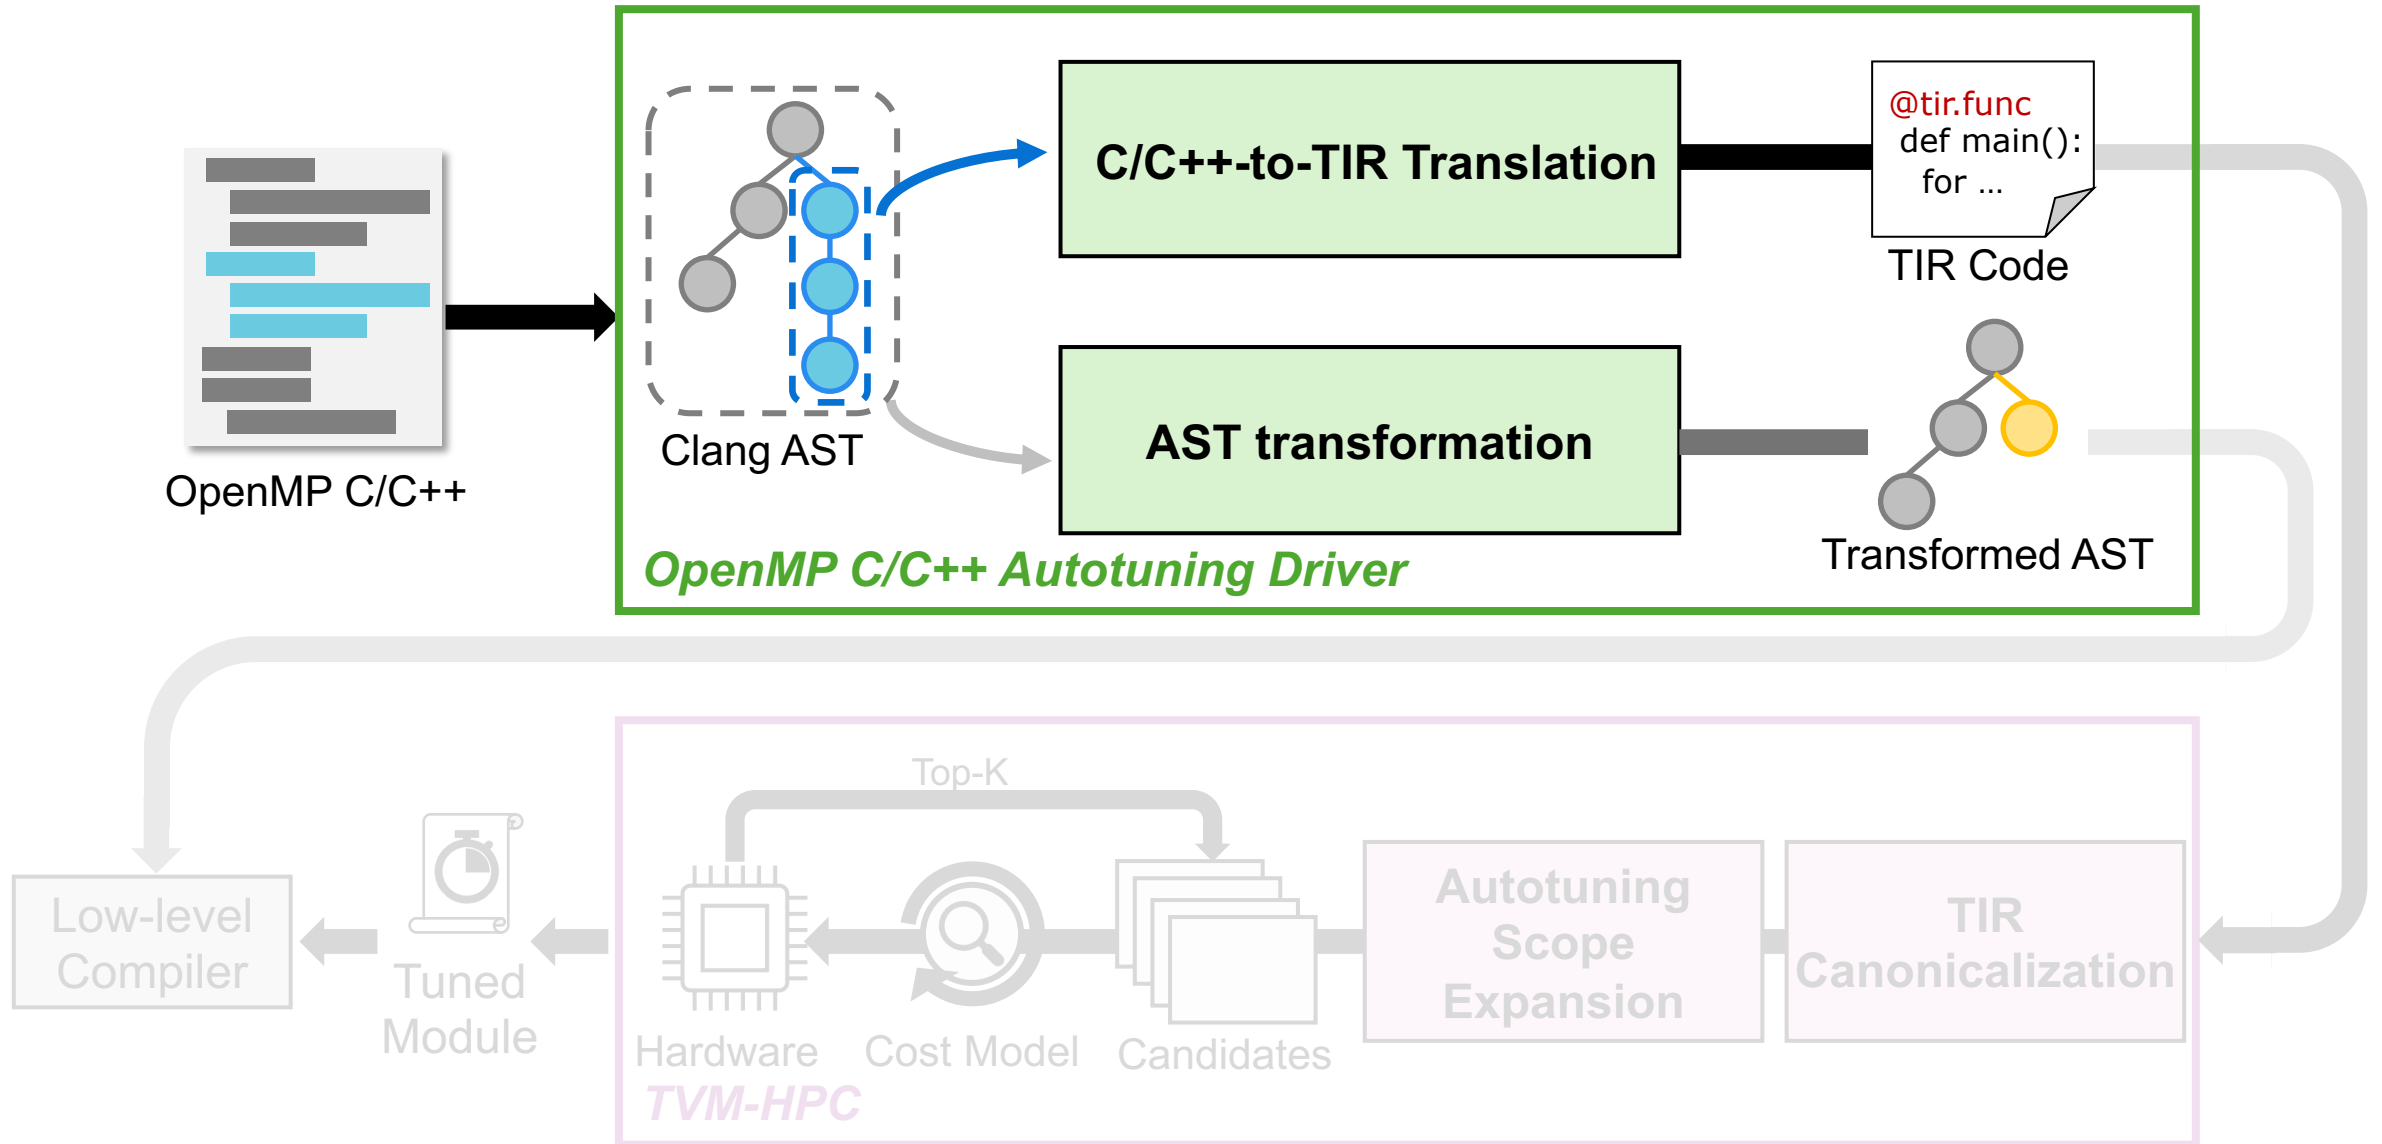 @tir.func
def main():
for ...
C/C++-to-TIR Translation
TIR Code
Clang AST
AST transformation
OpenMP C/C++
Transformed AST
OpenMP C/C++ Autotuning Driver
Top-K
Low-level
Compiler
Tuned
Module
Hardware
Cost Model
Candidates
Autotuning
Scope
Expansion
TIR
Canonicalization
TVM-HPC